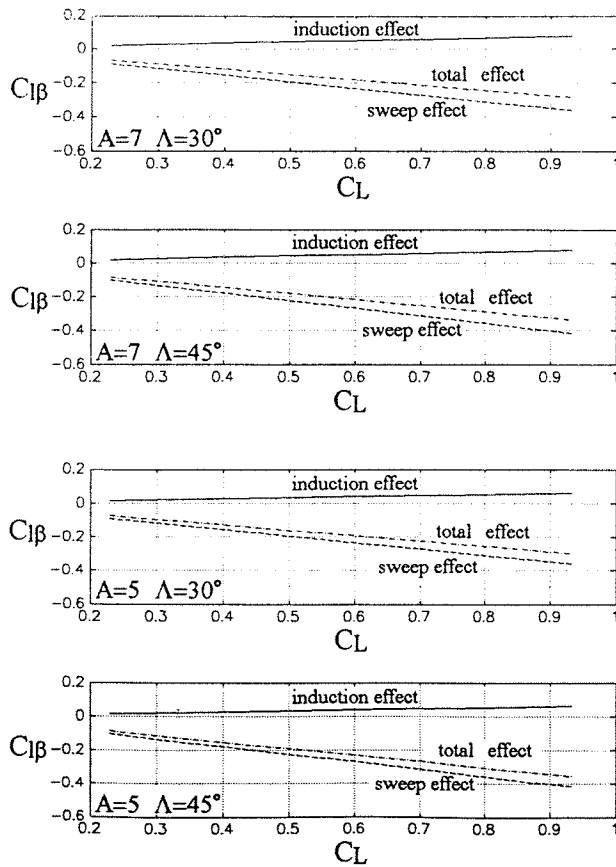 0.2
induction effect
0
total effect
ClβB
-0.2
-0.4
sweep effect
A=7 Λ=30°
-0.6
0.2 0.3 0.4 0.5 0.6 0.7 0.8 0.9 1
CL
0.2
induction effect
0
Clβ
-0.2
total effect
-0.4
sweep effect
A=7 Λ=45°
-0.6
0.2 0.3 0.4 0.5 0.6 0.7 0.8 0.9 1
CL
0.2
induction effect
0
Clβ
-0.2
total effect
-0.4
sweep effect
A=5 Λ=30°
-0.6
0.2 0.3 0.4 0.5 0.6 0.7 0.8 0.9 1
CL
0.2
induction effect
0
Clβ
-0.2
total effect
-0.4
sweep effect
A=5 Λ=45°
-0.6
0.2 0.3 0.4 0.5 0.6 0.7 0.8 0.9 1
CL